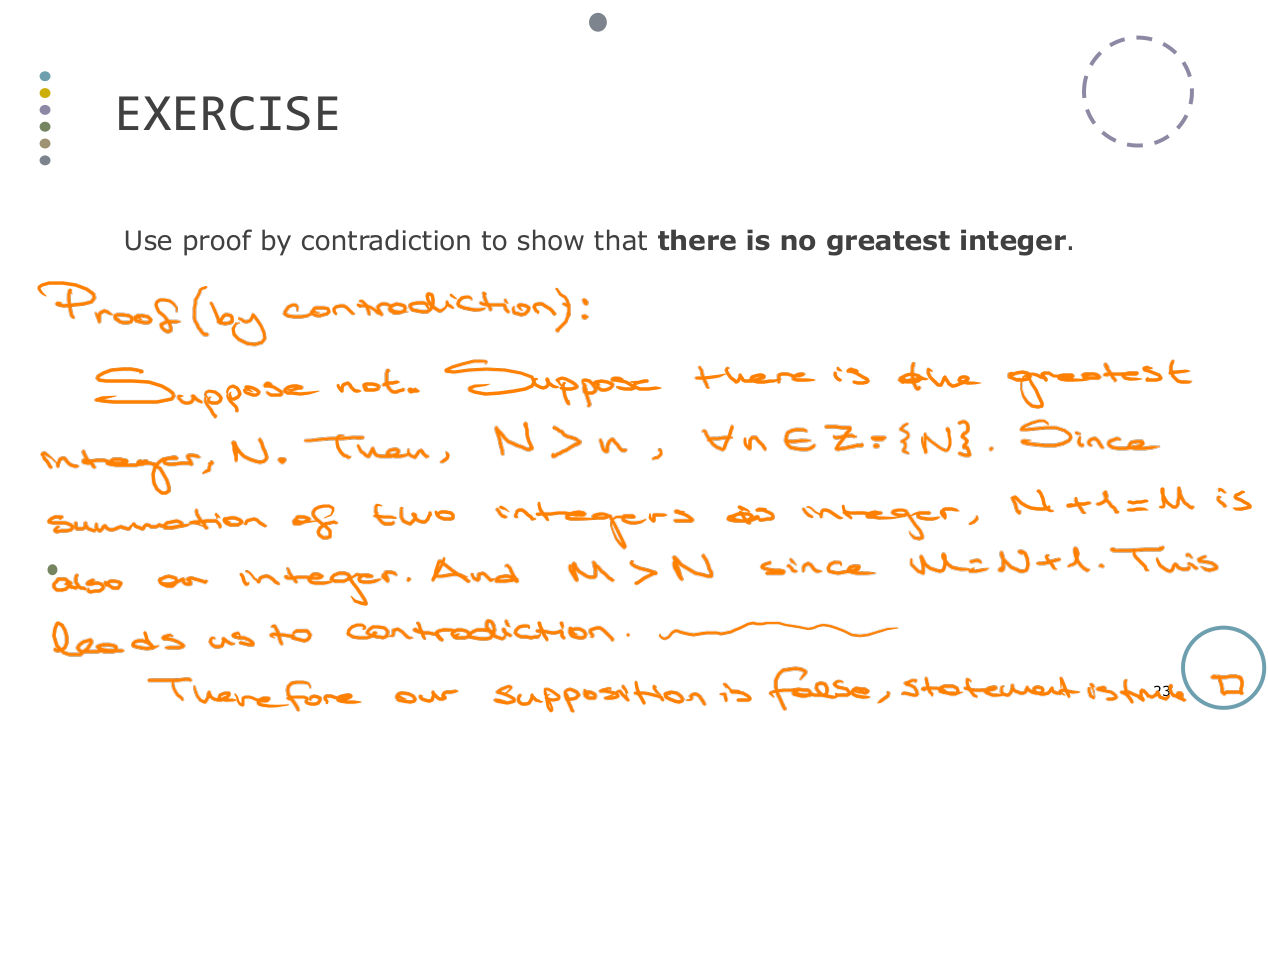 EXERCISE
Use proof by contradiction to show that there is no greatest integer.
Proof (by contradiction):
Suppose not. Suppose there is the greatest
integer, N. Then, N > n, ∀n ∈ Z - {N}. Since
summation of two integers is integer, N+1=M is
also an integer. And M > N since M=N+1. This
leads us to contradiction.
Therefore our supposition is false, statement is true □
23